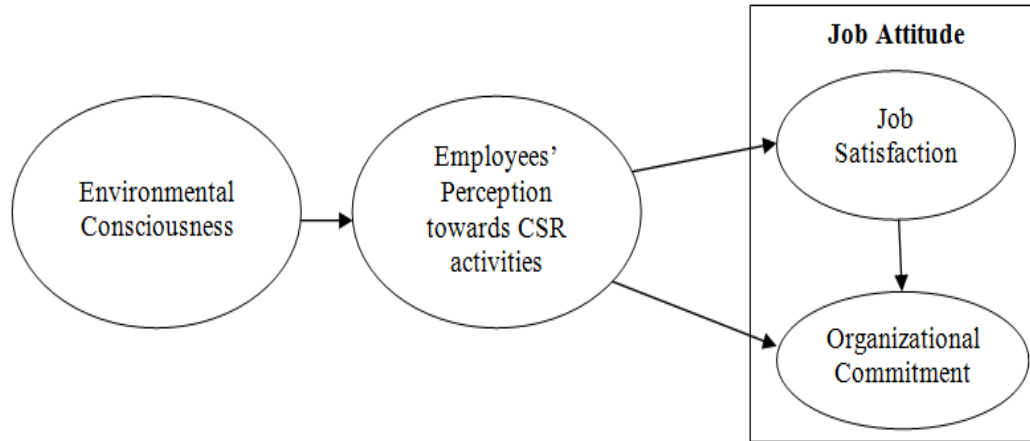 Environmental
Consciousness
Employees’
Perception
towards CSR
activities
Job Attitude
Job
Satisfaction
Organizational
Commitment